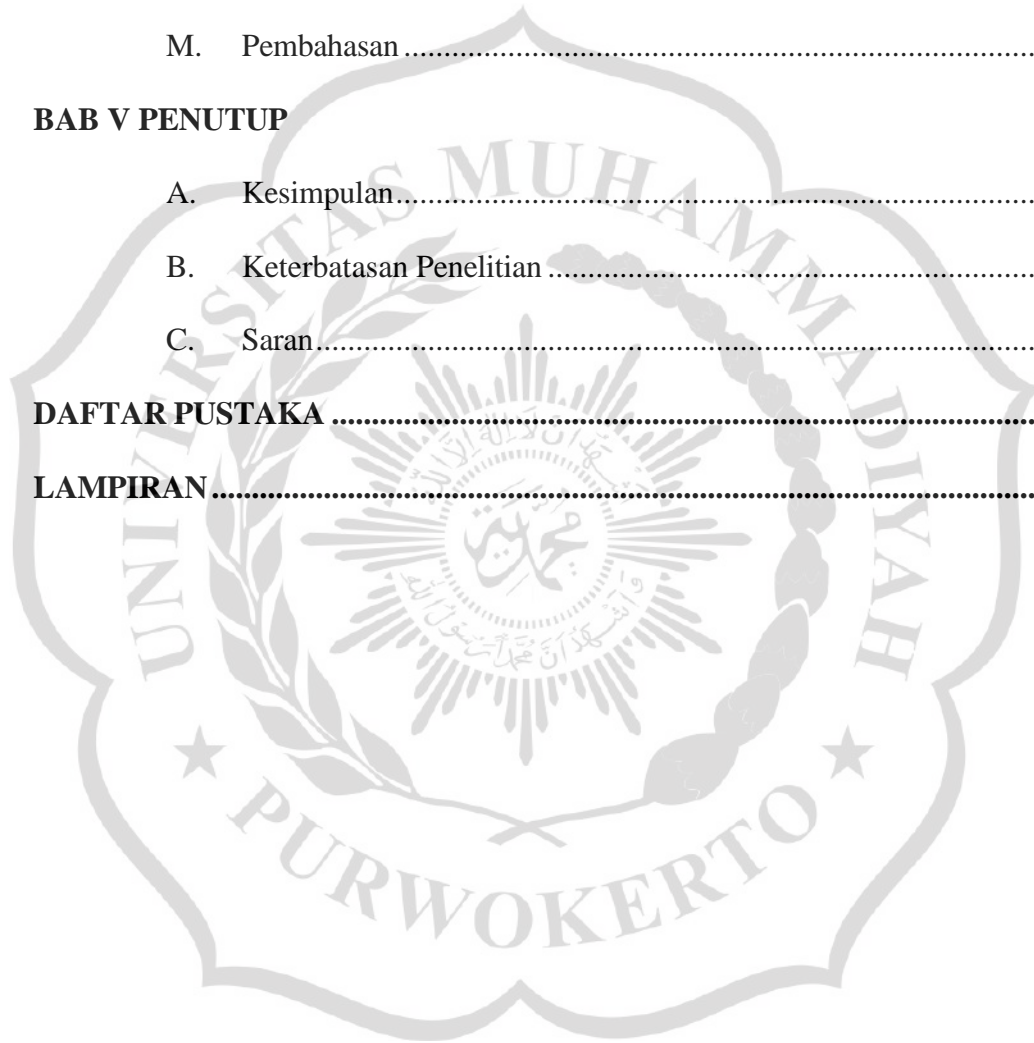 M. Pembahasan ....................................................................................
BAB V PENUTUP
A. Kesimpulan.....................................................................................
B. Keterbatasan Penelitian ................................................................
C. Saran................................................................................................
DAFTAR PUSTAKA ...........................................................................
LAMPIRAN............................................................................................
UNIVERSITAS MUHAMMADIYAH
★ PURWOKERTO ★